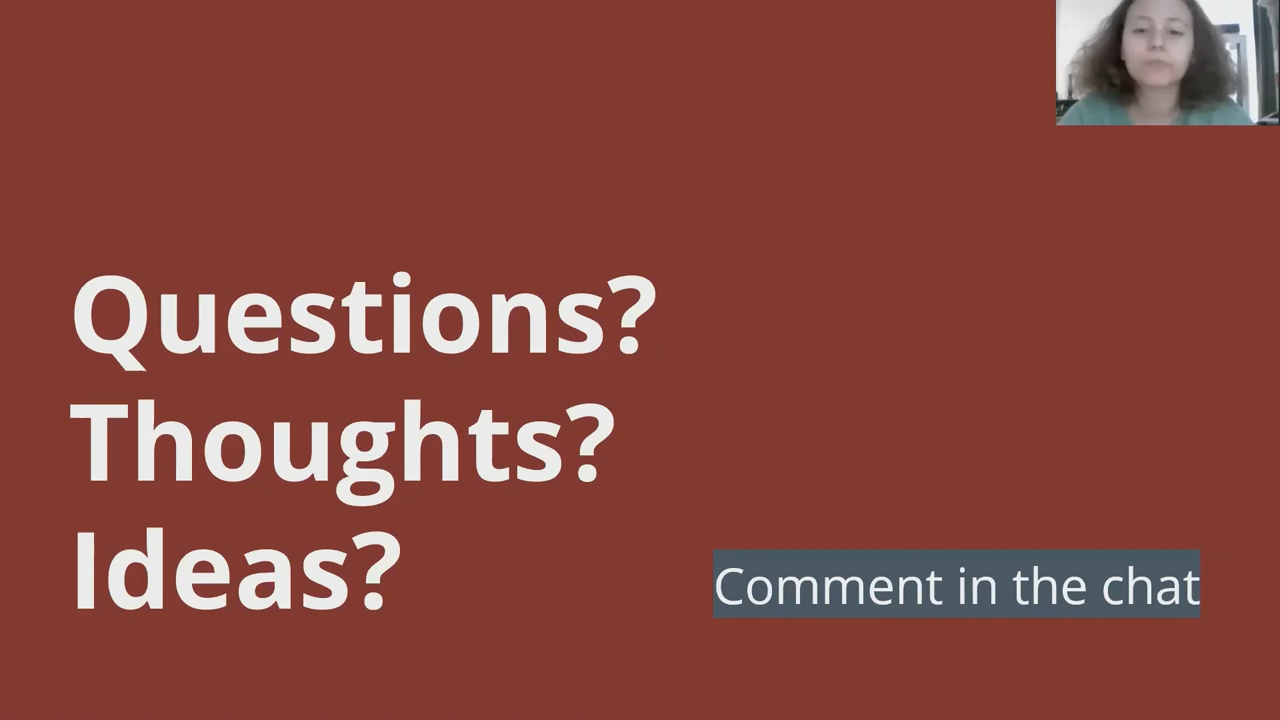 Questions?
Thoughts?
Ideas?
Comment in the chat